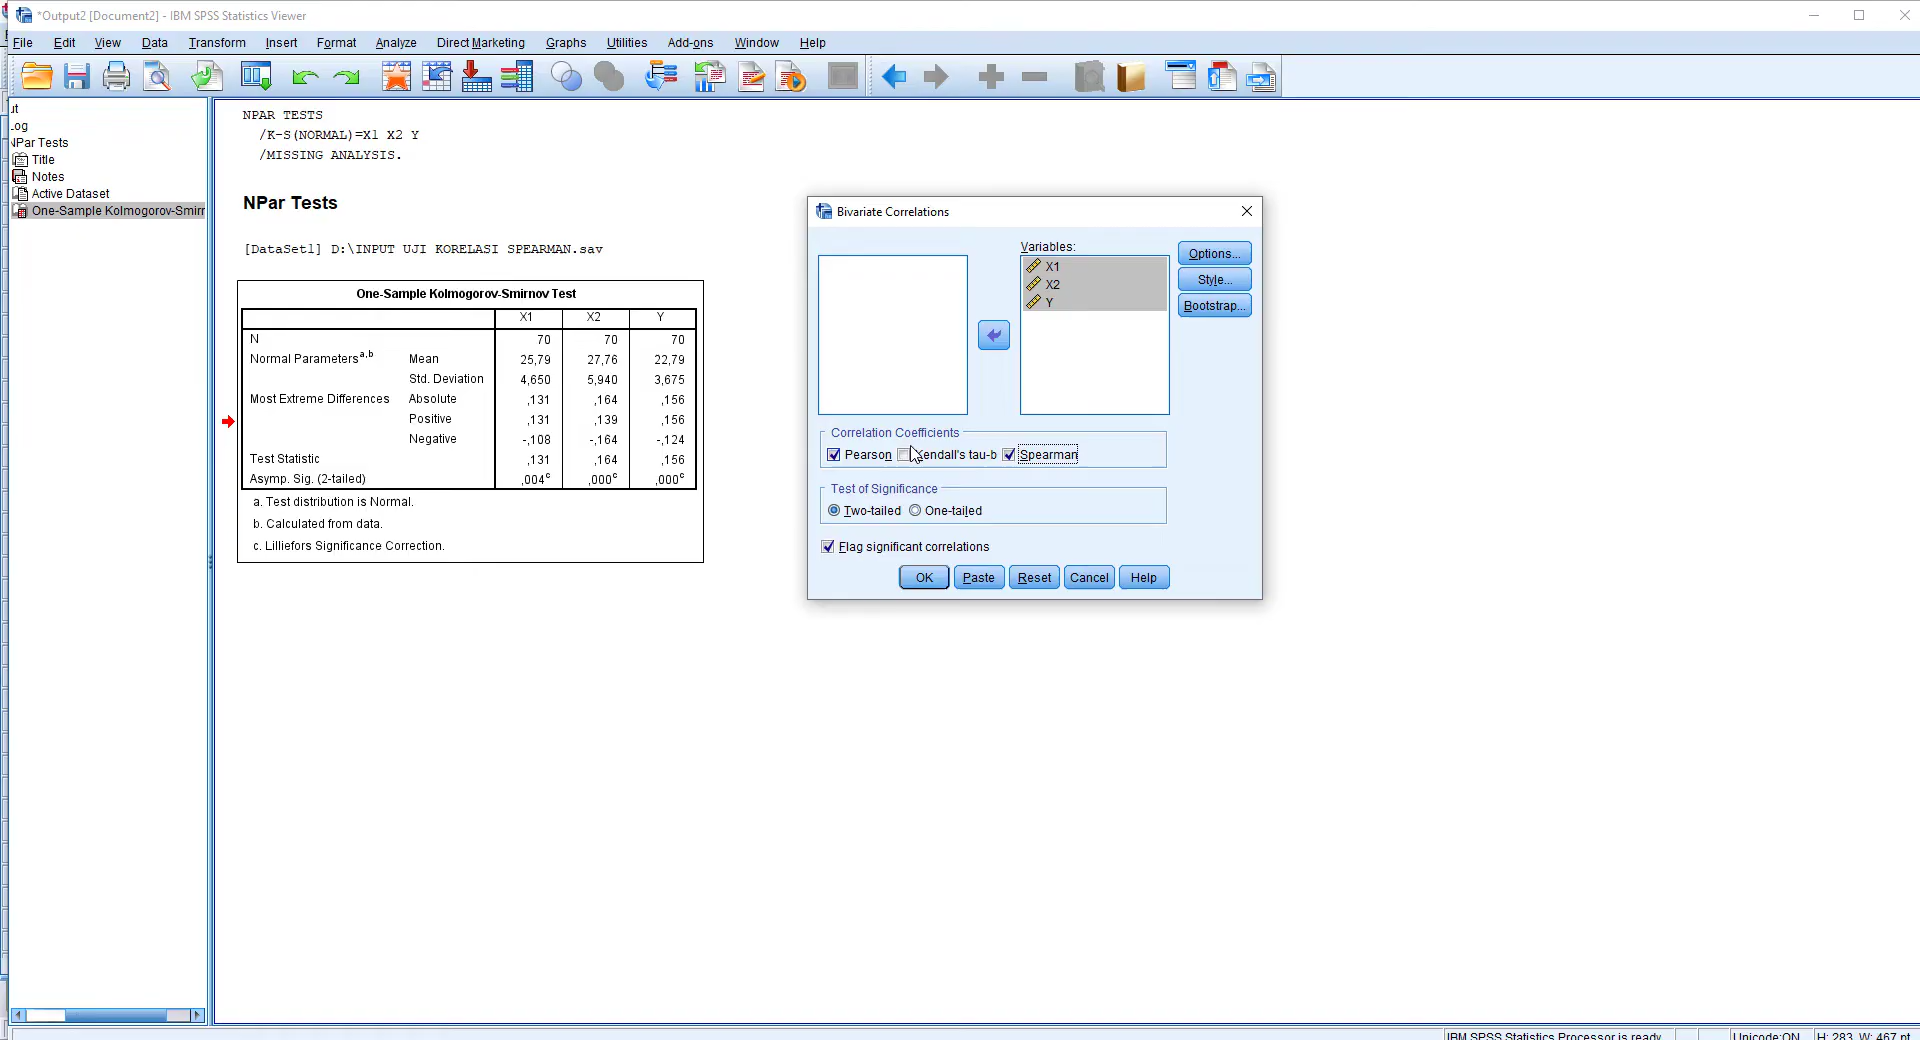 *Output2 [Document2] - IBM SPSS Statistics Viewer
File Edit View Data Transform Insert Format Analyze Direct Marketing Graphs Utilities Add-ons Window Help
ut
Log
NPar Tests
Title
Notes
Active Dataset
One-Sample Kolmogorov-Smirr
NPAR TESTS
/K-S(NORMAL)=X1 X2 Y
/MISSING ANALYSIS.
NPar Tests
[DataSet1] D:\INPUT UJI KORELASI SPEARMAN.sav
One-Sample Kolmogorov-Smirnov Test
X1 X2 Y
N 70 70 70
Normal Parameters a,b Mean 25,79 27,76 22,79
Std. Deviation 4,650 5,940 3,675
Most Extreme Differences Absolute ,131 ,164 ,156
Positive ,131 ,139 ,156
Negative -,108 -,164 -,124
Test Statistic ,131 ,164 ,156
Asymp. Sig. (2-tailed) ,004c ,000c ,000c
a. Test distribution is Normal.
b. Calculated from data.
c. Lilliefors Significance Correction.
Bivariate Correlations
Variables:
X1
X2
Y
Options...
Style...
Bootstrap...
Correlation Coefficients
Pearson Kendall's tau-b Spearman
Test of Significance
Two-tailed One-tailed
Flag significant correlations
OK Paste Reset Cancel Help
IBM SPSS Statistics Processor is ready Unicode:ON H: 283, W: 467 pt